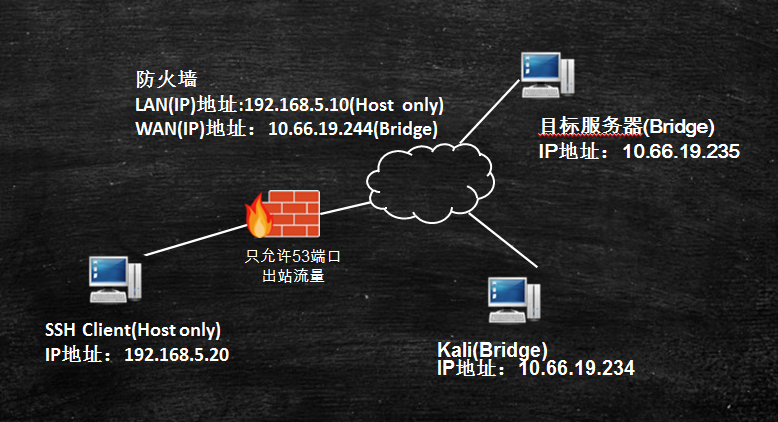 防火墙
LAN(IP)地址:192.168.5.10(Host only)
WAN(IP)地址：10.66.19.244(Bridge)
目标服务器(Bridge)
IP地址：10.66.19.235
只允许53端口
出站流量
SSH Client(Host only)
IP地址：192.168.5.20
Kali(Bridge)
IP地址：10.66.19.234